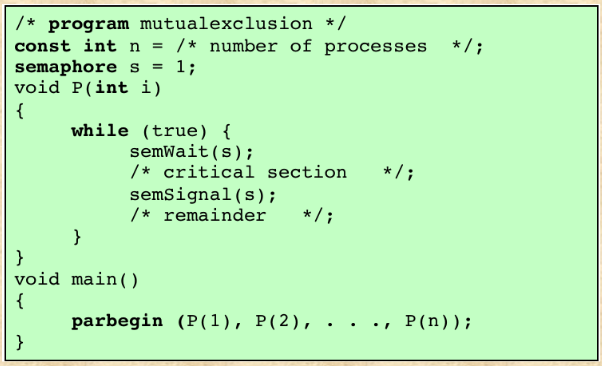 /* program mutualexclusion */
const int n = /* number of processes */;
semaphore s = 1;
void P(int i)
{
while (true) {
semWait(s);
/* critical section */;
semSignal(s);
/* remainder */;
}
}
void main()
{
parbegin (P(1), P(2), . . ., P(n));
}